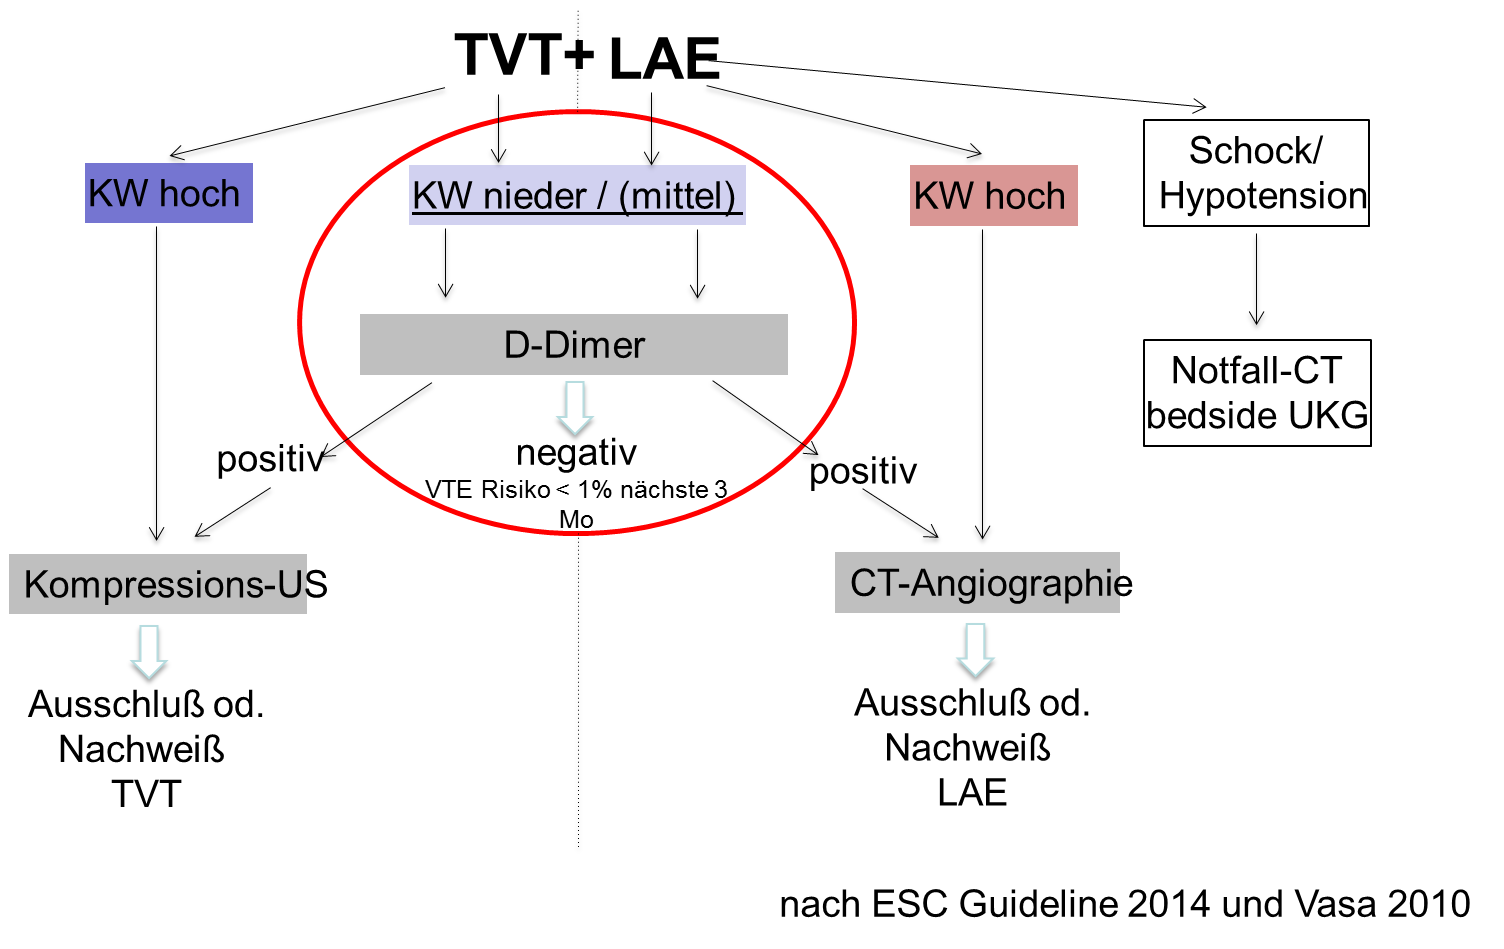 TVT+ LAE
KW hoch
KW nieder / (mittel)
KW hoch
Schock/
Hypotension
D-Dimer
Notfall-CT
bedside UKG
positiv
negativ
VTE Risiko < 1% nächste 3
Mo
positiv
Kompressions-US
CT-Angiographie
Ausschluß od.
Nachweiß
TVT
Ausschluß od.
Nachweiß
LAE
nach ESC Guideline 2014 und Vasa 2010